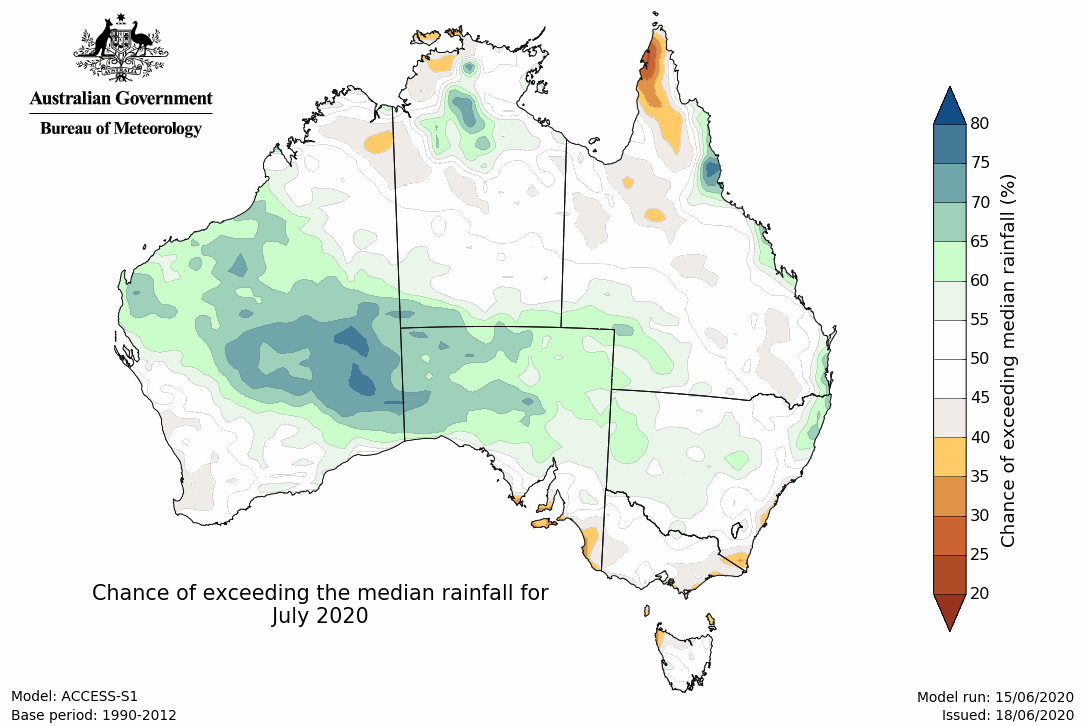 Australian Government
Bureau of Meteorology
80
75
70
65
60
55
50
45
40
35
30
25
20
Chance of exceeding median rainfall (%)
Chance of exceeding the median rainfall for
July 2020
Model: ACCESS-S1
Base period: 1990-2012
Model run: 15/06/2020
Issued: 18/06/2020